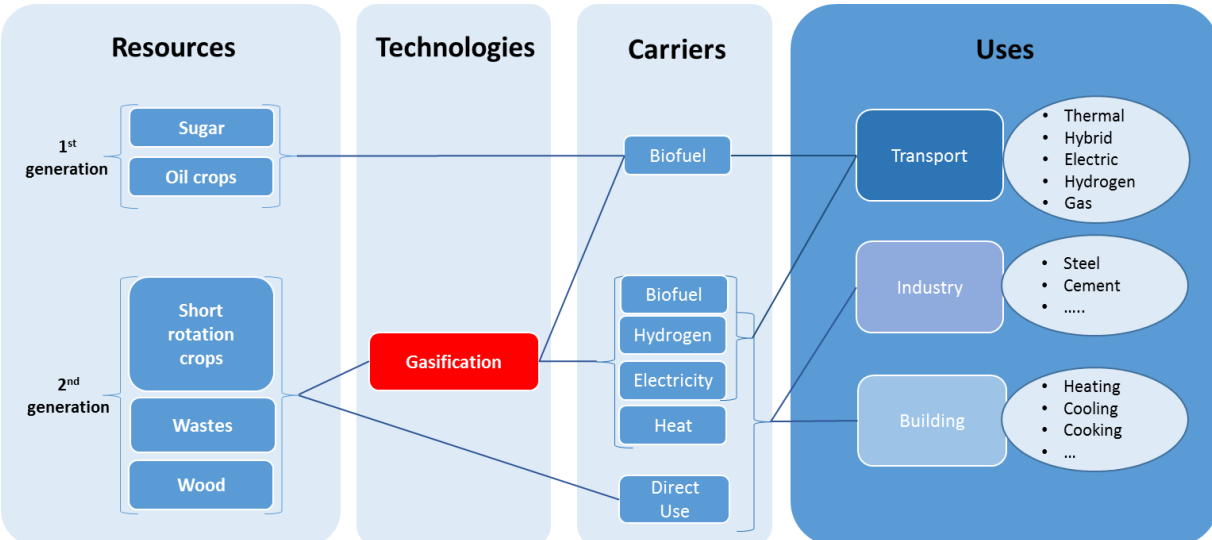 Resources
Technologies
Carriers
Uses
1st
generation
Sugar
Oil crops
Biofuel
Transport
• Thermal
• Hybrid
• Electric
• Hydrogen
• Gas
2nd
generation
Short
rotation
crops
Wastes
Wood
Gasification
Biofuel
Hydrogen
Electricity
Heat
Direct
Use
Industry
• Steel
• Cement
• …..
Building
• Heating
• Cooling
• Cooking
• …